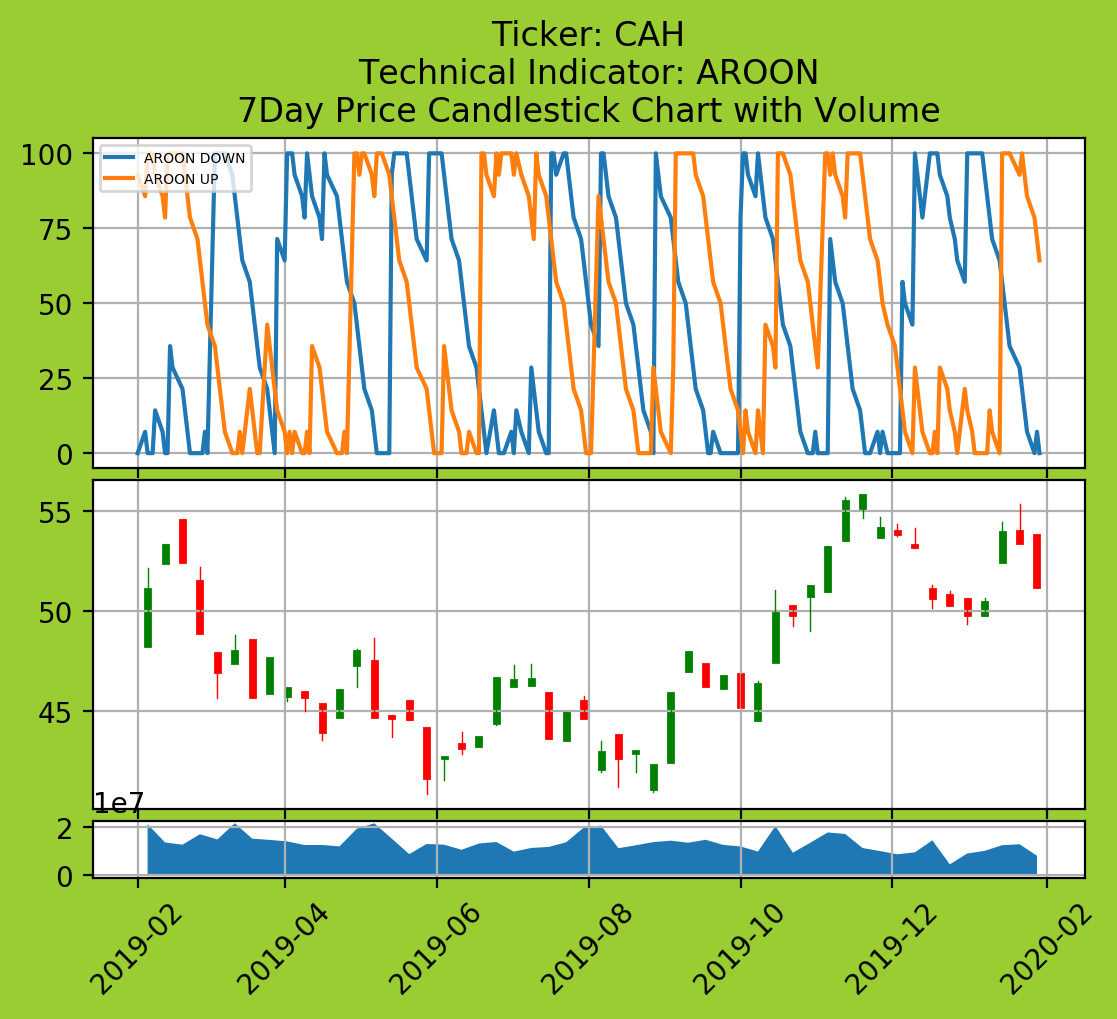 Ticker: CAH
Technical Indicator: AROON
7Day Price Candlestick Chart with Volume
100
75
50
25
0
AROON DOWN
AROON UP
55
50
45
1e7
2
0
2019-02
2019-04
2019-06
2019-08
2019-10
2019-12
2020-02